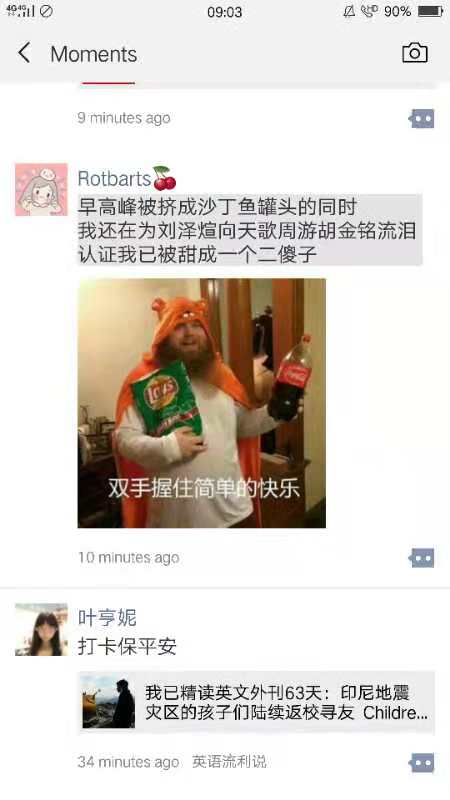 4G 4G
09:03
90%
Moments
9 minutes ago
Rotbarts
早高峰被挤成沙丁鱼罐头的同时
我还在为刘泽煊向天歌周游胡金铭流泪
认证我已被甜成一个二傻子
Lay's
Coca-Cola
双手握住简单的快乐
10 minutes ago
叶亨妮
打卡保平安
我已精读英文外刊63天：印尼地震
灾区的孩子们陆续返校寻友 Childre...
34 minutes ago 英语流利说